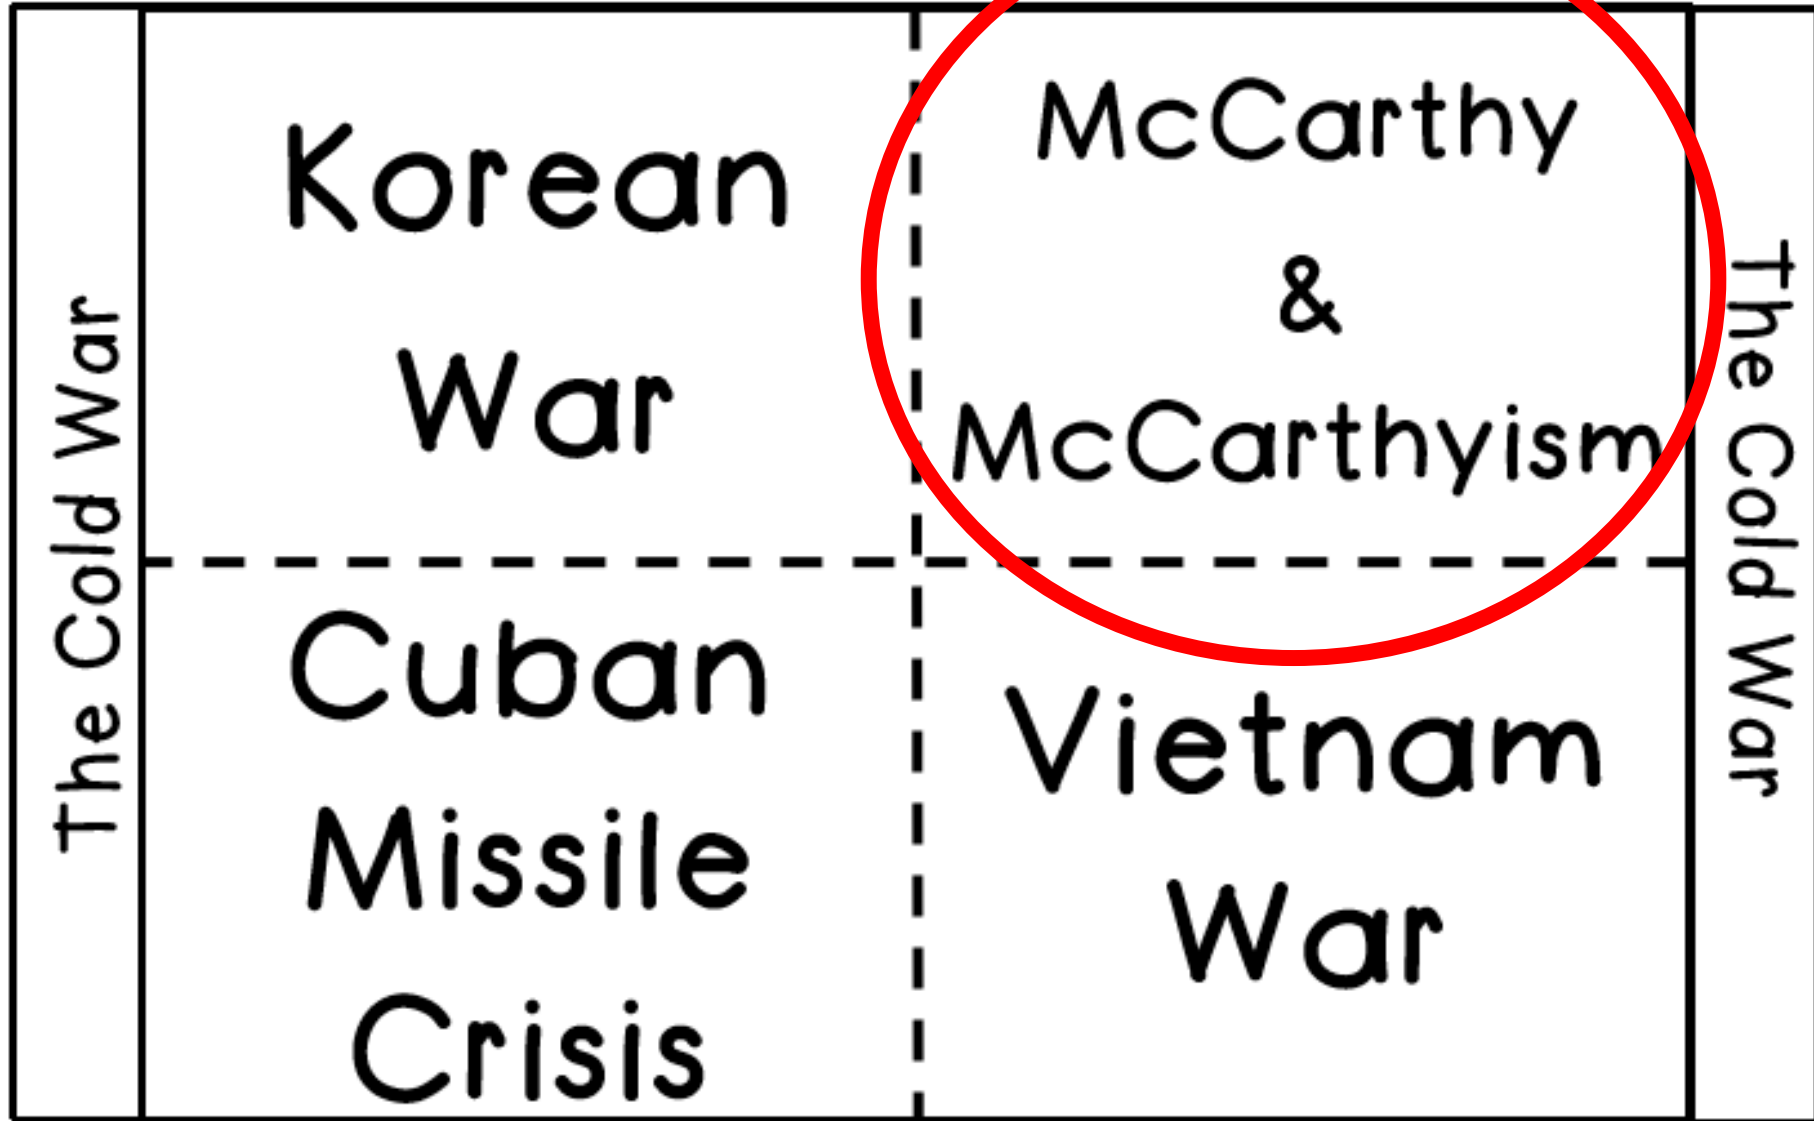 The Cold War
Korean
War
McCarthy
&
McCarthyism
Cuban
Missile
Crisis
Vietnam
War
The Cold War